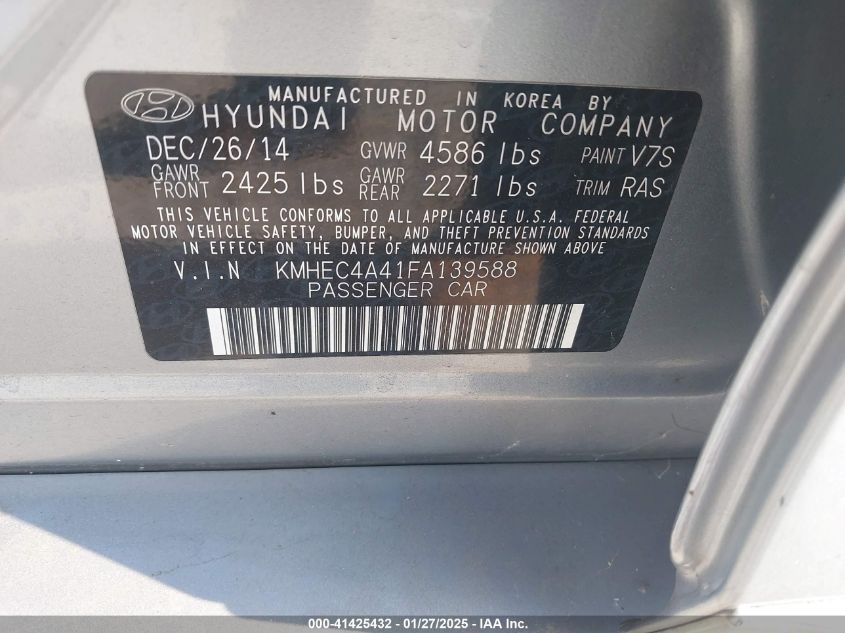 MANUFACTURED IN KOREA BY
HYUNDAI MOTOR COMPANY
DEC/26/14 GVWR 4586 lbs PAINT V7S
GAWR FRONT 2425 lbs GAWR REAR 2271 lbs TRIM RAS
THIS VEHICLE CONFORMS TO ALL APPLICABLE U.S.A. FEDERAL
MOTOR VEHICLE SAFETY, BUMPER, AND THEFT PREVENTION STANDARDS
IN EFFECT ON THE DATE OF MANUFACTURE SHOWN ABOVE
V.I.N KMHEC4A41FA139588
PASSENGER CAR
000-41425432 - 01/27/2025 - IAA Inc.